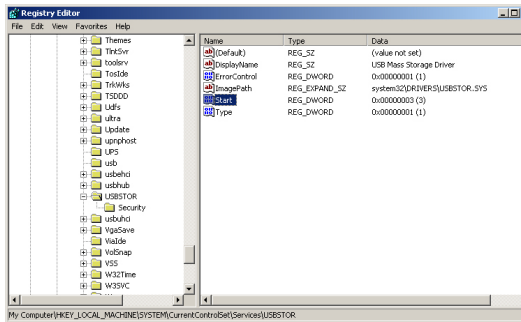 Registry Editor
File Edit View Favorites Help
Themes
TintSvr
toolsrv
TosIde
TrkWks
TSDDD
Udfs
ultra
Update
upnphost
UPS
usb
usbehci
usbhub
USBSTOR
Security
usbuhci
VgaSave
ViaIde
VolSnap
VSS
W32Time
W3SVC
Name Type Data
(Default) REG_SZ (value not set)
DisplayName REG_SZ USB Mass Storage Driver
ErrorControl REG_DWORD 0x00000001 (1)
ImagePath REG_EXPAND_SZ system32\DRIVERS\USBSTOR.SYS
Start REG_DWORD 0x00000003 (3)
Type REG_DWORD 0x00000001 (1)
My Computer\HKEY_LOCAL_MACHINE\SYSTEM\CurrentControlSet\Services\USBSTOR